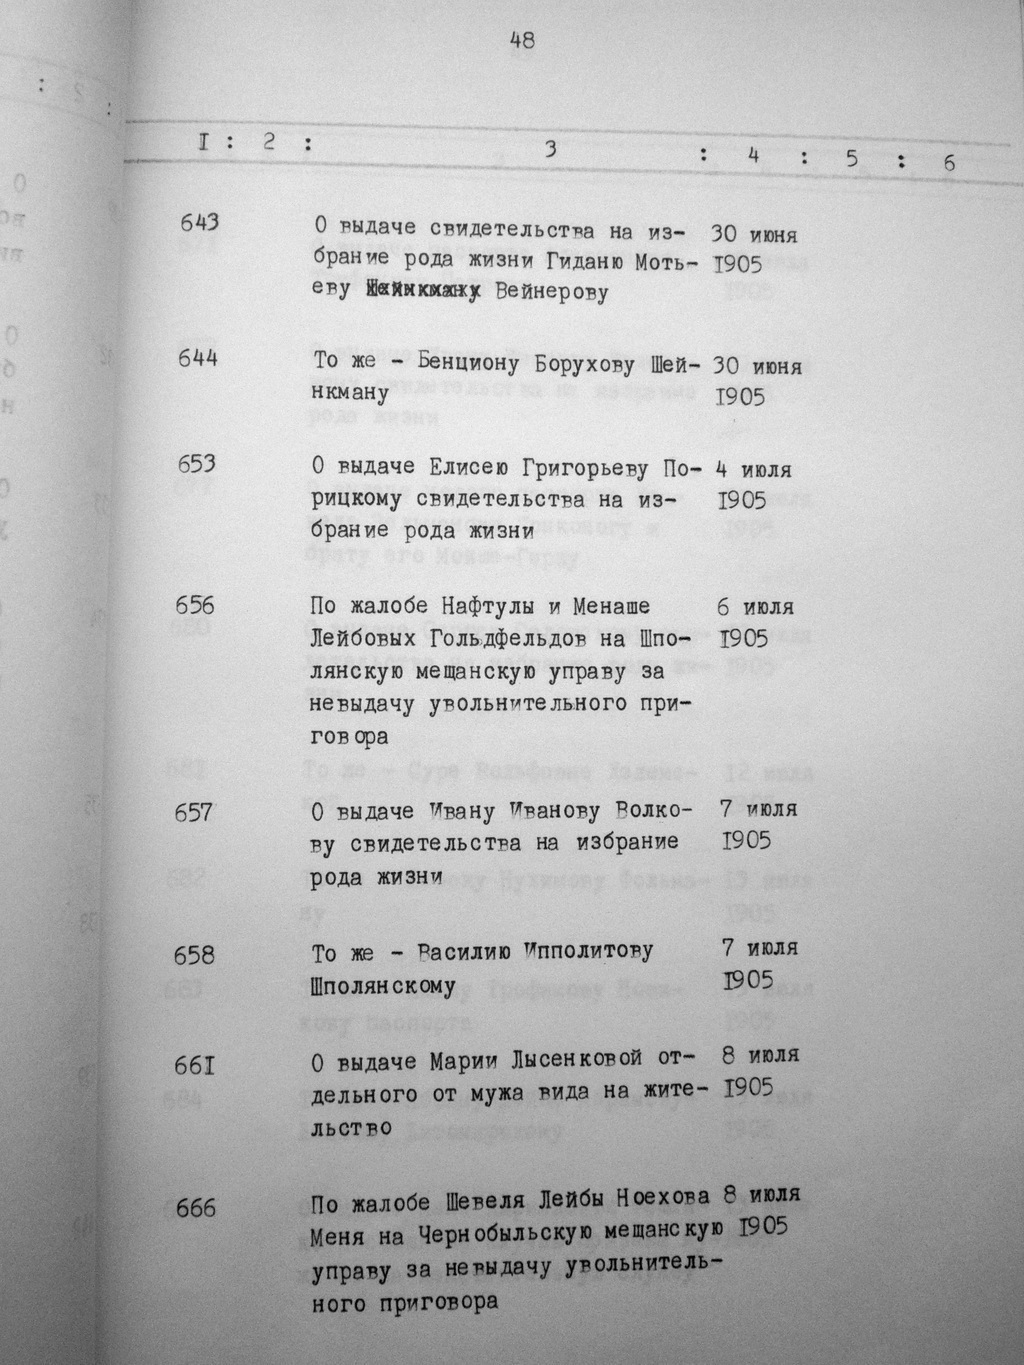 48
I : 2 : 3 : 4 : 5 : 6
643 О выдаче свидетельства на из- 30 июня
брание рода жизни Гиданю Моть- I905
еву Вейнерову
644 То же - Бенциону Борухову Шей- 30 июня
нкману I905
653 О выдаче Елисею Григорьеву По- 4 июля
рицкому свидетельства на из- I905
брание рода жизни
656 По жалобе Нафтулы и Менаше 6 июля
Лейбовых Гольдфельдов на Шпо- I905
лянскую мещанскую управу за
невыдачу увольнительного при-
говора
657 О выдаче Ивану Иванову Волко- 7 июля
ву свидетельства на избрание I905
рода жизни
658 То же - Василию Ипполитову 7 июля
Шполянскому I905
66I О выдаче Марии Лысенковой от- 8 июля
дельного от мужа вида на жите- I905
льство
666 По жалобе Шевеля Лейбы Ноехова 8 июля
Меня на Чернобыльскую мещанскую I905
управу за невыдачу увольнитель-
ного приговора